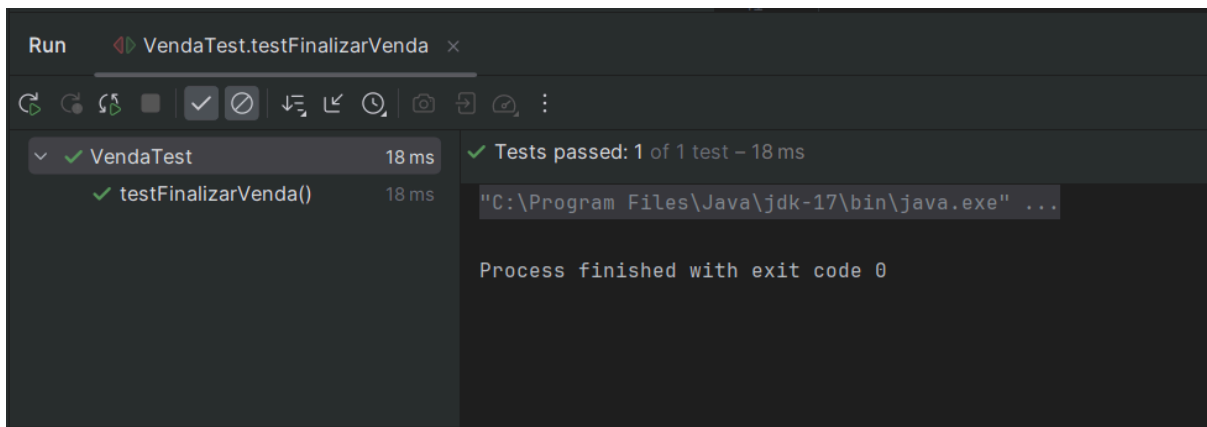 Run VendaTest.testFinalizarVenda
VendaTest 18 ms
testFinalizarVenda() 18 ms
Tests passed: 1 of 1 test – 18 ms
"C:\Program Files\Java\jdk-17\bin\java.exe" ...
Process finished with exit code 0